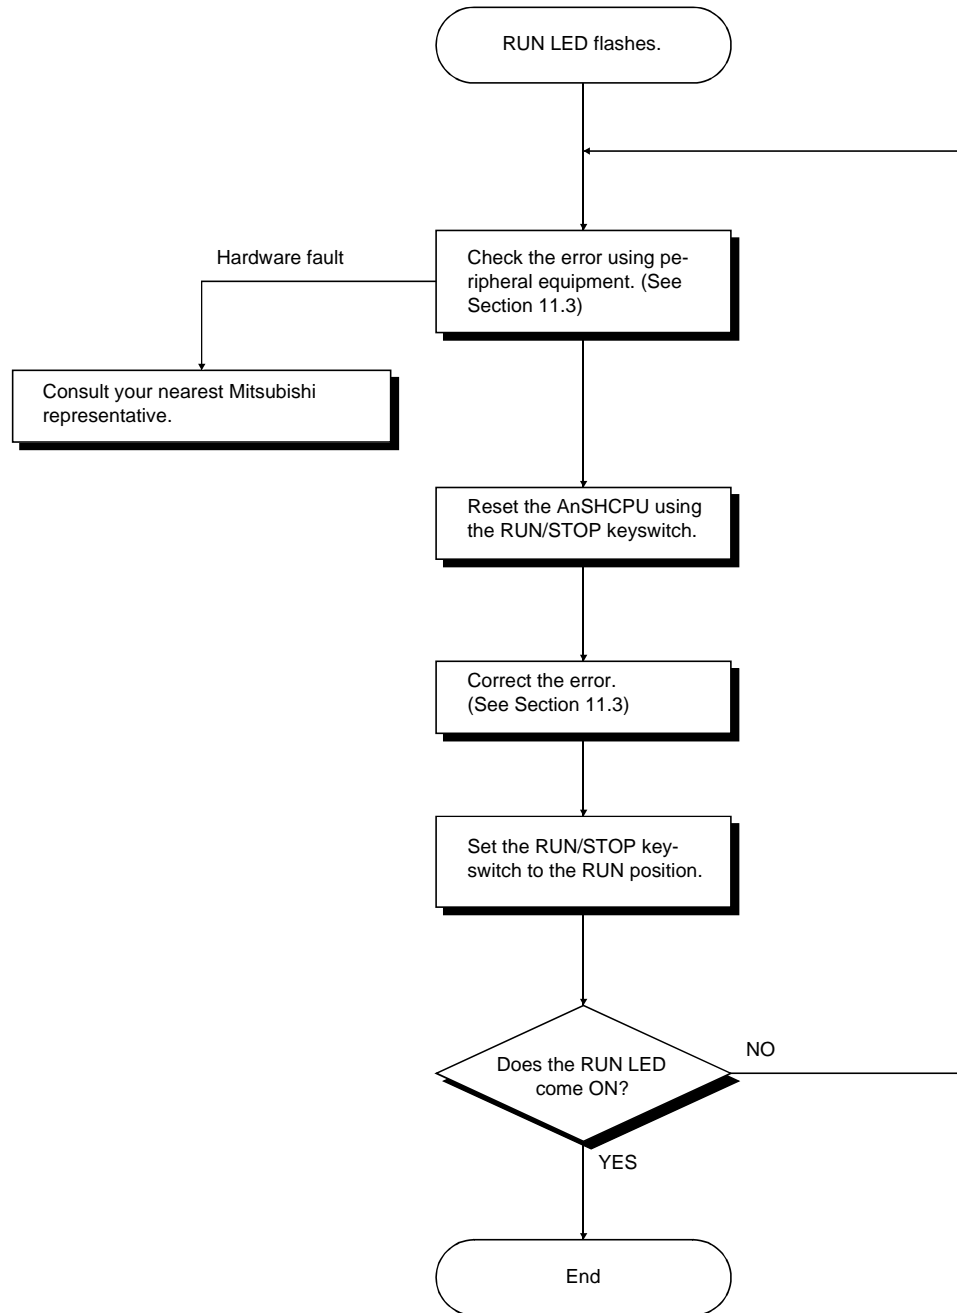 RUN LED flashes.
Hardware fault
Check the error using pe-
ripheral equipment. (See
Section 11.3)
Consult your nearest Mitsubishi
representative.
Reset the AnSHCPU using
the RUN/STOP keyswitch.
Correct the error.
(See Section 11.3)
Set the RUN/STOP key-
switch to the RUN position.
Does the RUN LED
come ON?
NO
YES
End